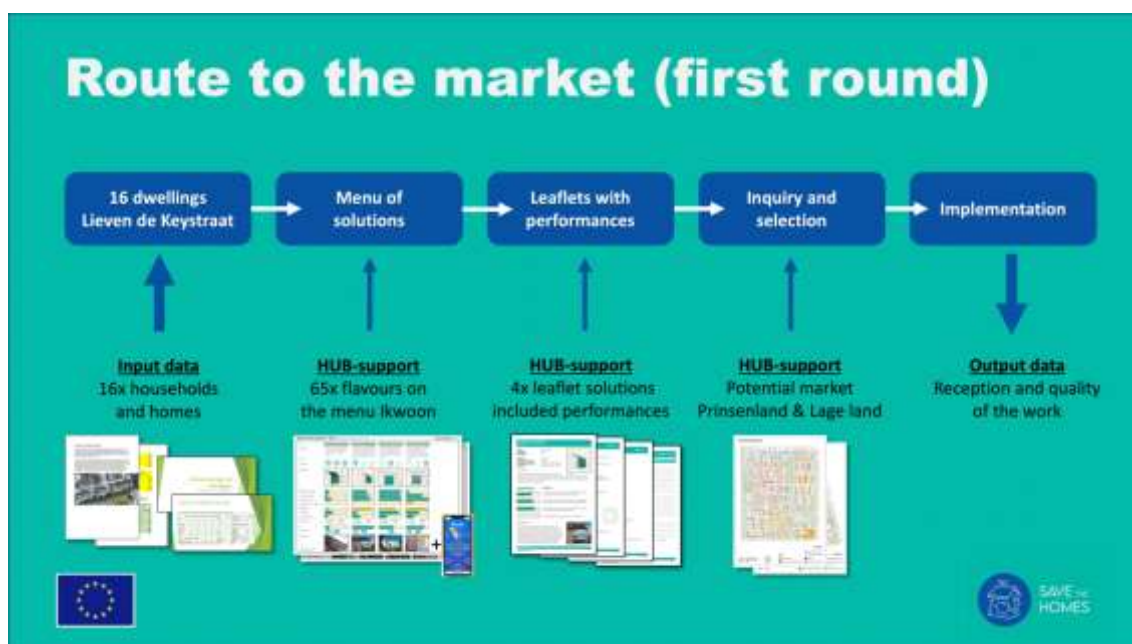 Route to the market (first round)
16 dwellings
Lieven de Keystraat
Menu of
solutions
Leaflets with
performances
Inquiry and
selection
Implementation
Input data
16x households
and homes
HUB-support
65x flavours on
the menu Ikwoon
HUB-support
4x leaflet solutions
included performances
HUB-support
Potential market
Prinsenland & Lage land
Output data
Reception and quality
of the work
+
SAVE THE
HOMES